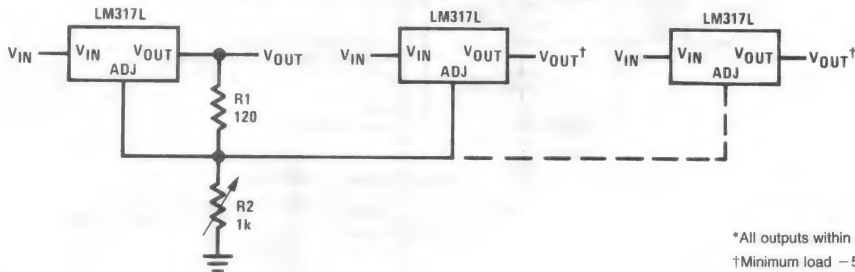 LM317L
VIN
VIN
VOUT
ADJ
VOUT
R1
120
R2
1k
LM317L
VIN
VIN
VOUT
ADJ
VOUT†
LM317L
VIN
VIN
VOUT
ADJ
VOUT†
*All outputs within
†Minimum load −5